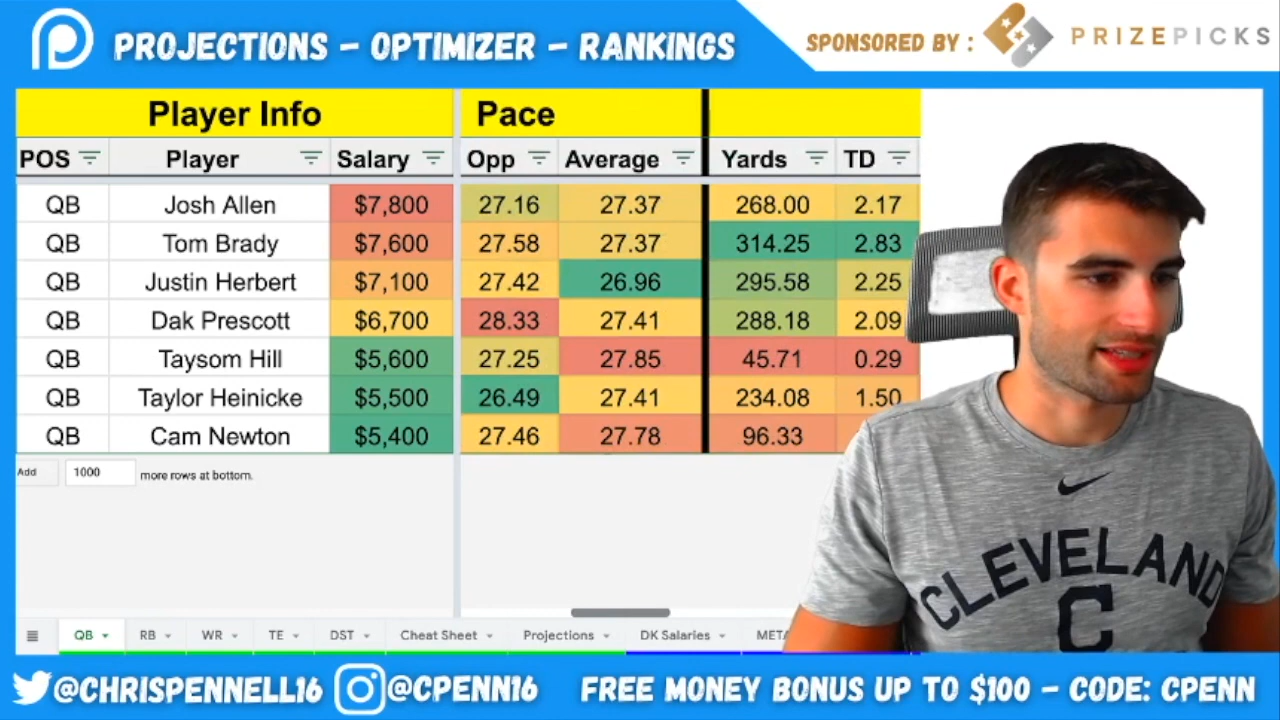 PROJECTIONS - OPTIMIZER - RANKINGS
SPONSORED BY : PRIZEPICKS
Player Info Pace
POS Player Salary Opp Average Yards TD
QB Josh Allen $7,800 27.16 27.37 268.00 2.17
QB Tom Brady $7,600 27.58 27.37 314.25 2.83
QB Justin Herbert $7,100 27.42 26.96 295.58 2.25
QB Dak Prescott $6,700 28.33 27.41 288.18 2.09
QB Taysom Hill $5,600 27.25 27.85 45.71 0.29
QB Taylor Heinicke $5,500 26.49 27.41 234.08 1.50
QB Cam Newton $5,400 27.46 27.78 96.33
Add 1000 more rows at bottom.
CLEVELAND
C
QB RB WR TE DST Cheat Sheet Projections DK Salaries META
@CHRISPENNELL16 @CPENN16 FREE MONEY BONUS UP TO $100 - CODE: CPENN